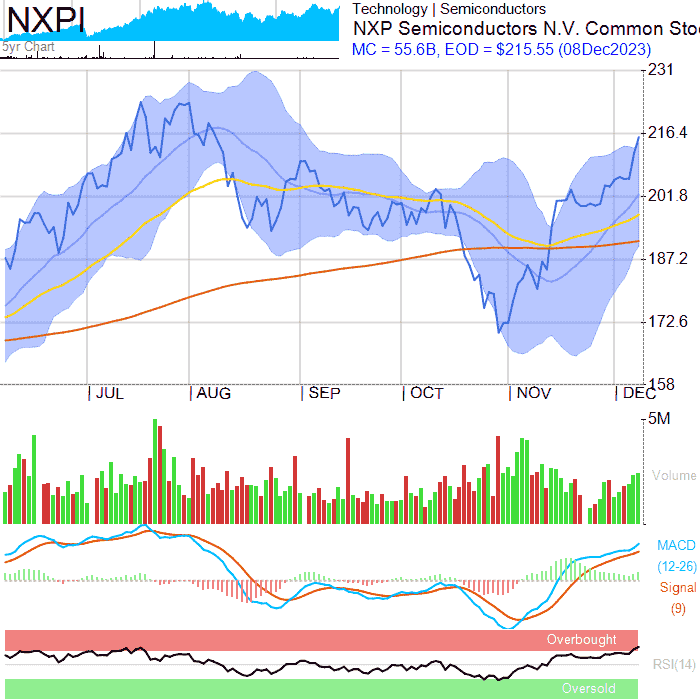 NXPI
5yr Chart
Technology | Semiconductors
NXP Semiconductors N.V. Common Sto
MC = 55.6B, EOD = $215.55 (08Dec2023)
231
216.4
201.8
187.2
172.6
158
JUL AUG SEP OCT NOV DEC
5M
Volume
MACD
(12-26)
Signal
(9)
Overbought
RSI(14)
Oversold